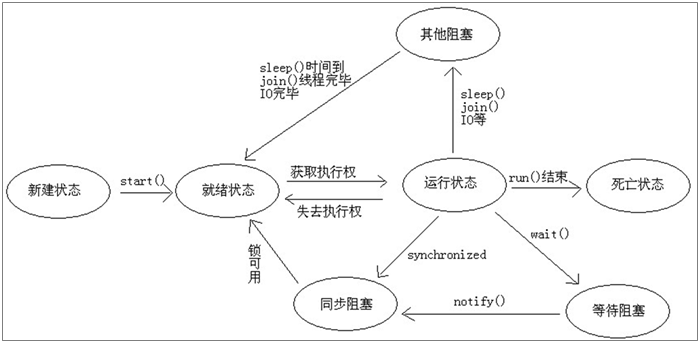 其他阻塞
sleep()时间到
join()线程完毕
IO完毕
sleep()
join()
IO等
新建状态
start()
就绪状态
获取执行权
失去执行权
运行状态
run()结束
死亡状态
锁可用
synchronized
wait()
同步阻塞
notify()
等待阻塞